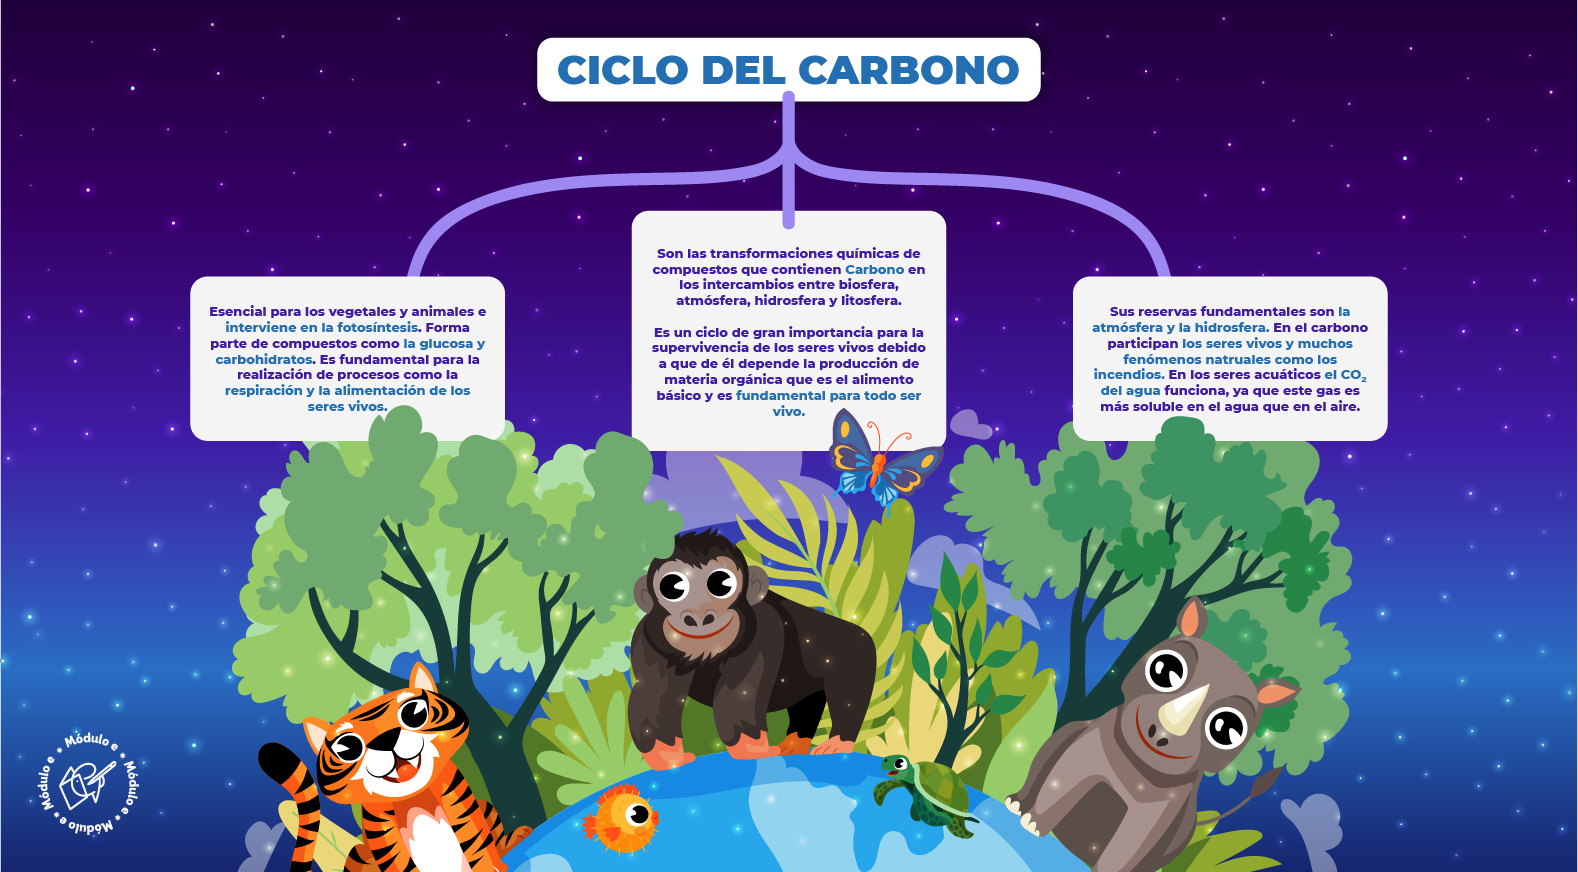 CICLO DEL CARBONO
Esencial para los vegetales y animales e
interviene en la fotosíntesis. Forma
parte de compuestos como la glucosa y
carbohidratos. Es fundamental para la
realización de procesos como la
respiración y la alimentación de los
seres vivos.
Son las transformaciones químicas de
compuestos que contienen Carbono en
los intercambios entre biosfera,
atmósfera, hidrosfera y litosfera.
Es un ciclo de gran importancia para la
supervivencia de los seres vivos debido
a que de él depende la producción de
materia orgánica que es el alimento
básico y es fundamental para todo ser
vivo.
Sus reservas fundamentales son la
atmósfera y la hidrosfera. En el carbono
participan los seres vivos y muchos
fenómenos natruales como los
incendios. En los seres acuáticos el CO₂
del agua funciona, ya que este gas es
más soluble en el agua que en el aire.
Módulo e * Módulo e * Módulo e * Módulo e *